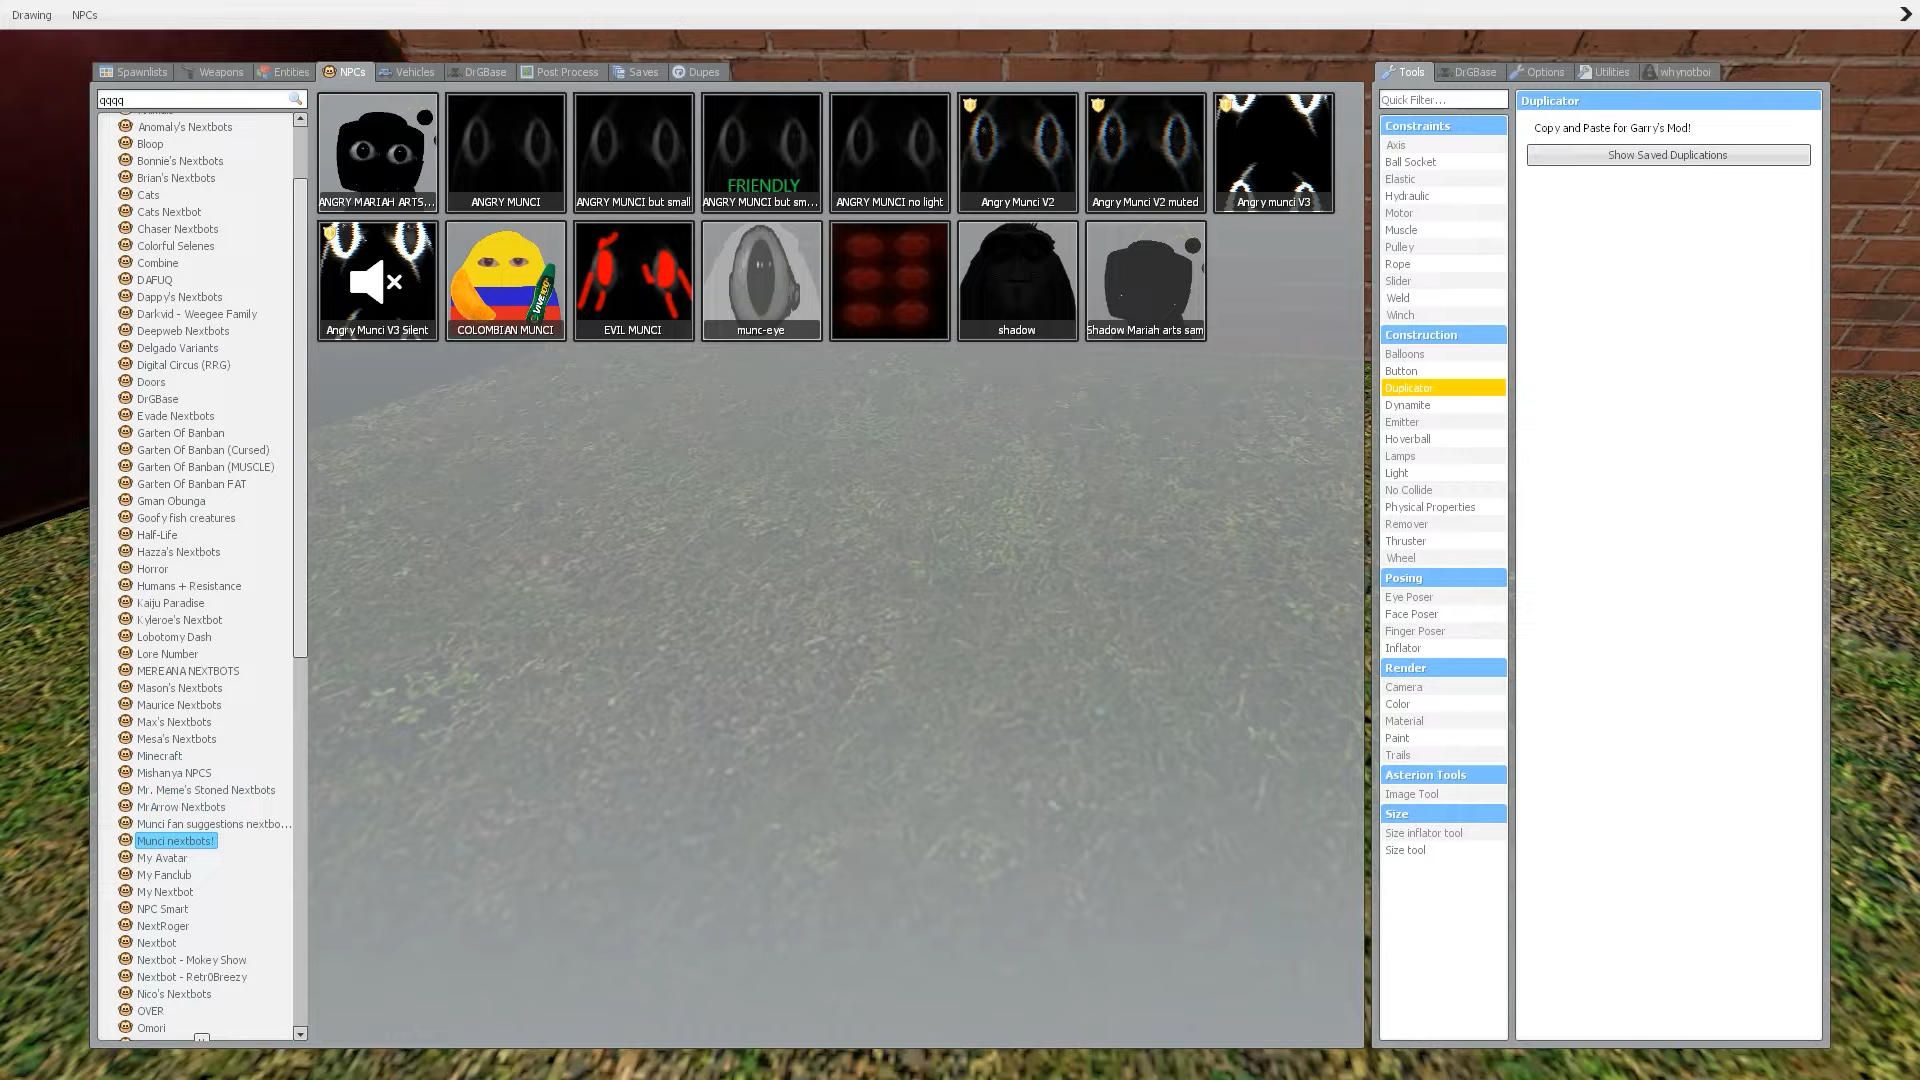 Drawing NPCs
Spawnlists Weapons Entities NPCs Vehicles DrGBase Post Process Saves Dupes
Tools DrGBase Options Utilities whynotboi
qqqq
Anomaly's Nextbots
Bloop
Bonnie's Nextbots
Brian's Nextbots
Cats
Cats Nextbot
Chaser Nextbots
Colorful Selenes
Combine
DAFUQ
Dappy's Nextbots
Darkvid - Weegee Family
Deepweb Nextbots
Delgado Variants
Digital Circus (RRG)
Doors
DrGBase
Evade Nextbots
Garten Of Banban
Garten Of Banban (Cursed)
Garten Of Banban (MUSCLE)
Garten Of Banban FAT
Gman Obunga
Goofy fish creatures
Half-Life
Hazza's Nextbots
Horror
Humans + Resistance
Kaiju Paradise
Kyleroe's Nextbot
Lobotomy Dash
Lore Number
MEREANA NEXTBOTS
Mason's Nextbots
Maurice Nextbots
Max's Nextbots
Mesa's Nextbots
Minecraft
Mishanya NPCS
Mr. Meme's Stoned Nextbots
MrArrow Nextbots
Munci fan suggestions nextbo...
Munci nextbots!
My Avatar
My Fanclub
My Nextbot
NPC Smart
NextRoger
Nextbot
Nextbot - Mokey Show
Nextbot - Retr0Breezy
Nico's Nextbots
OVER
Omori
FRIENDLY
ANGRY MARIAH ARTS...
ANGRY MUNCI
ANGRY MUNCI but small
ANGRY MUNCI but sm...
ANGRY MUNCI no light
Angry Munci V2
Angry Munci V2 muted
Angry munci V3
VIVE100
Angry Munci V3 Silent
COLOMBIAN MUNCI
EVIL MUNCI
munc-eye
shadow
Shadow Mariah arts sam
Quick Filter...
Constraints
Axis
Ball Socket
Elastic
Hydraulic
Motor
Muscle
Pulley
Rope
Slider
Weld
Winch
Construction
Balloons
Button
Duplicator
Dynamite
Emitter
Hoverball
Lamps
Light
No Collide
Physical Properties
Remover
Thruster
Wheel
Posing
Eye Poser
Face Poser
Finger Poser
Inflator
Render
Camera
Color
Material
Paint
Trails
Asterion Tools
Image Tool
Size
Size inflator tool
Size tool
Duplicator
Copy and Paste for Garry's Mod!
Show Saved Duplications